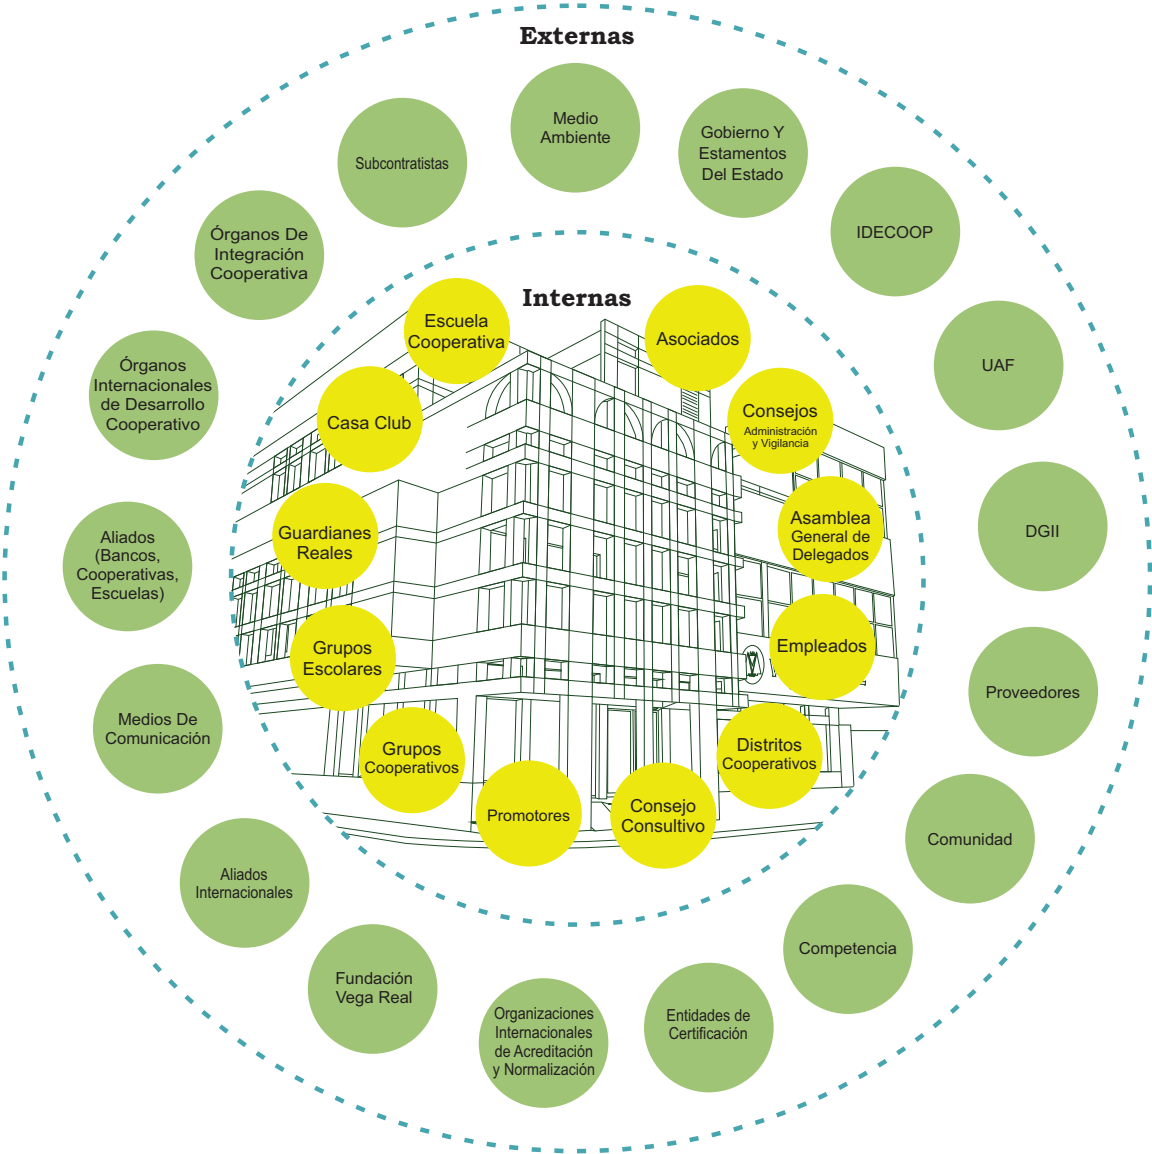 Externas
Medio
Ambiente
Gobierno Y
Estamentos
Del Estado
IDECOOP
UAF
DGII
Proveedores
Comunidad
Competencia
Entidades de
Certificación
Organizaciones
Internacionales
de Acreditación
y Normalización
Fundación
Vega Real
Aliados
Internacionales
Medios De
Comunicación
Aliados
(Bancos,
Cooperativas,
Escuelas)
Órganos
Internacionales
de Desarrollo
Cooperativo
Órganos De
Integración
Cooperativa
Subcontratistas
Internas
Asociados
Consejos
Administración
y Vigilancia
Asamblea
General de
Delegados
Empleados
Distritos
Cooperativos
Consejo
Consultivo
Promotores
Grupos
Cooperativos
Grupos
Escolares
Guardianes
Reales
Casa Club
Escuela
Cooperativa